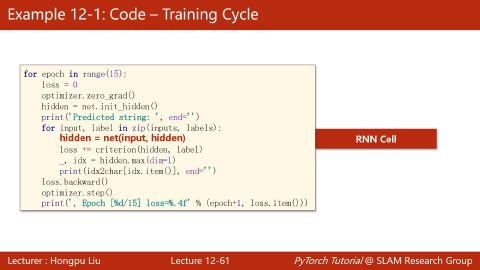 Example 12-1: Code – Training Cycle
for epoch in range(15):
    loss = 0
    optimizer.zero_grad()
    hidden = net.init_hidden()
    print('Predicted string: ', end='')
    for input, label in zip(inputs, labels):
        hidden = net(input, hidden)
        loss += criterion(hidden, label)
        _, idx = hidden.max(dim=1)
        print(idx2char[idx.item()], end='')
    loss.backward()
    optimizer.step()
    print(', Epoch [%d/15] loss=%.4f' % (epoch+1, loss.item()))
RNN Cell
Lecturer : Hongpu Liu Lecture 12-61 PyTorch Tutorial @ SLAM Research Group